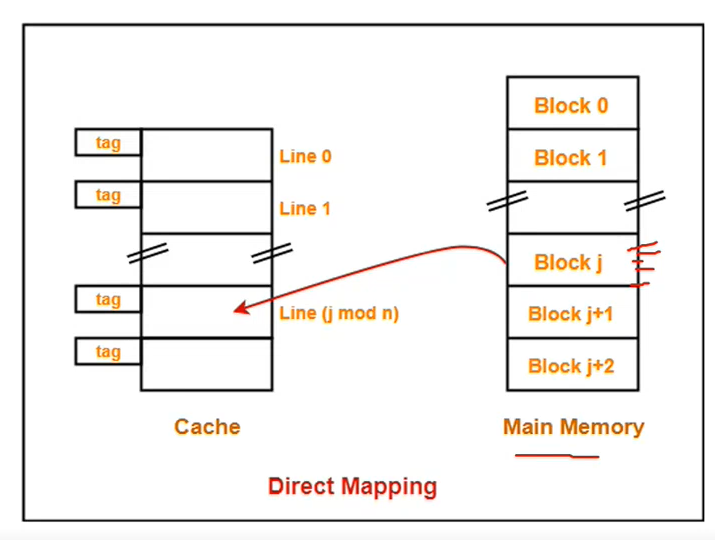 tag
Line 0
tag
Line 1
tag
Line (j mod n)
tag
Cache
Block 0
Block 1
Block j
Block j+1
Block j+2
Main Memory
Direct Mapping